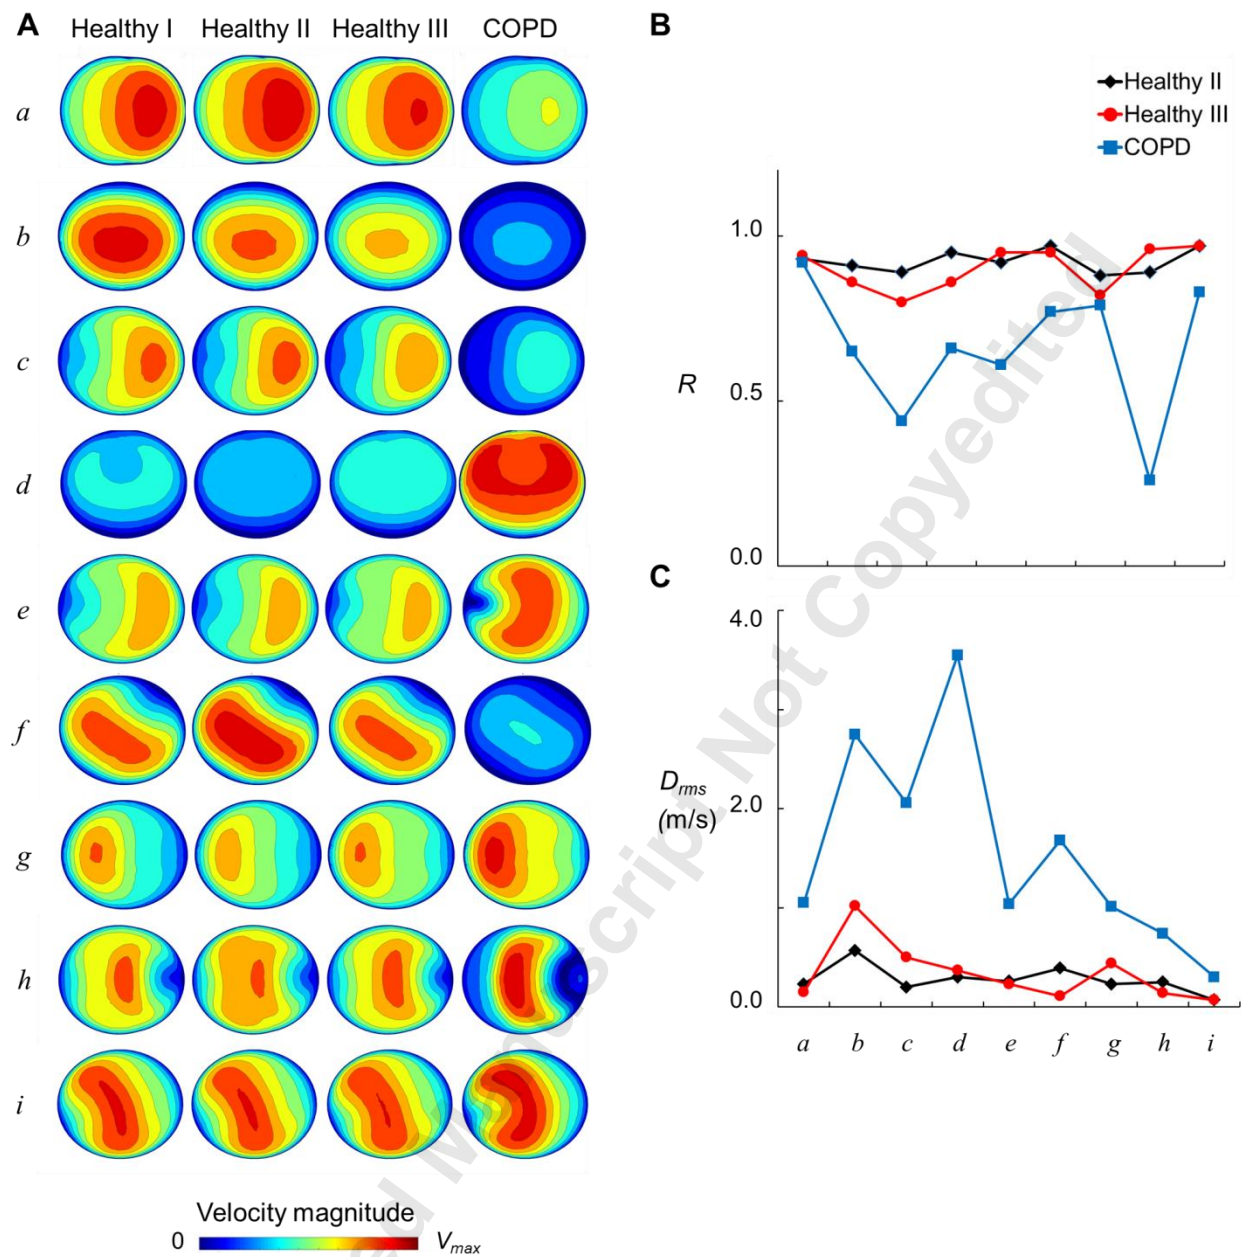 A
Healthy I Healthy II Healthy III COPD
a
b
c
d
e
f
g
h
i
Velocity magnitude
0 Vmax
B
Healthy II
Healthy III
COPD
1.0
R
0.5
0.0
C
4.0
Drms
(m/s)
2.0
0.0
a b c d e f g h i
ed Manuscript Not Copyedited